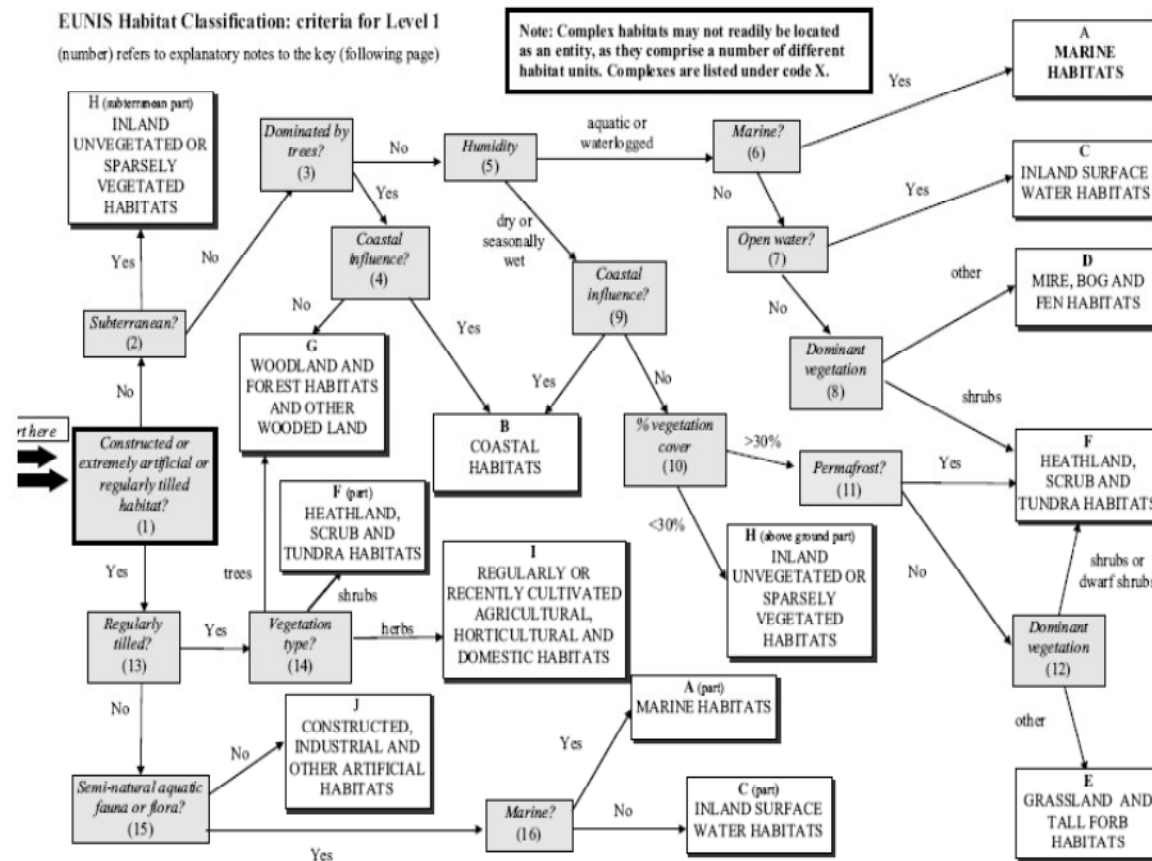 EUNIS Habitat Classification: criteria for Level 1
(number) refers to explanatory notes to the key (following page)
Note: Complex habitats may not readily be located
as an entity, as they comprise a number of different
habitat units. Complexes are listed under code X.
A
MARINE
HABITATS
Yes
H (subterranean part)
INLAND
UNVEGETATED OR
SPARSELY
VEGETATED
HABITATS
Dominated by
trees?
(3)
No
Humidity
(5)
aquatic or
waterlogged
Marine?
(6)
C
INLAND SURFACE
WATER HABITATS
Yes
No
Yes
dry or
seasonally
wet
Coastal
influence?
(4)
Open water?
(7)
Yes
No
Coastal
influence?
(9)
other
D
MIRE, BOG AND
FEN HABITATS
Subterranean?
(2)
No
Yes
No
G
WOODLAND AND
FOREST HABITATS
AND OTHER
WOODED LAND
Dominant
vegetation
(8)
No
Yes
No
shrubs
rt here
Constructed or
extremely artificial or
regularly tilled
habitat?
(1)
B
COASTAL
HABITATS
% vegetation
cover
(10)
>30%
Permafrost?
(11)
Yes
F
HEATHLAND,
SCRUB AND
TUNDRA HABITATS
F (part)
HEATHLAND,
SCRUB AND
TUNDRA HABITATS
<30%
H (above ground part)
INLAND
UNVEGETATED OR
SPARSELY
VEGETATED
HABITATS
No
shrubs or
dwarf shrubs
Yes
trees
shrubs
I
REGULARLY OR
RECENTLY CULTIVATED
AGRICULTURAL,
HORTICULTURAL AND
DOMESTIC HABITATS
Regularly
tilled?
(13)
Yes
Vegetation
type?
(14)
herbs
Dominant
vegetation
(12)
A (part)
MARINE HABITATS
No
J
CONSTRUCTED,
INDUSTRIAL AND
OTHER ARTIFICIAL
HABITATS
other
No
Yes
Semi-natural aquatic
fauna or flora?
(15)
Yes
Marine?
(16)
No
C (part)
INLAND SURFACE
WATER HABITATS
E
GRASSLAND AND
TALL FORB
HABITATS